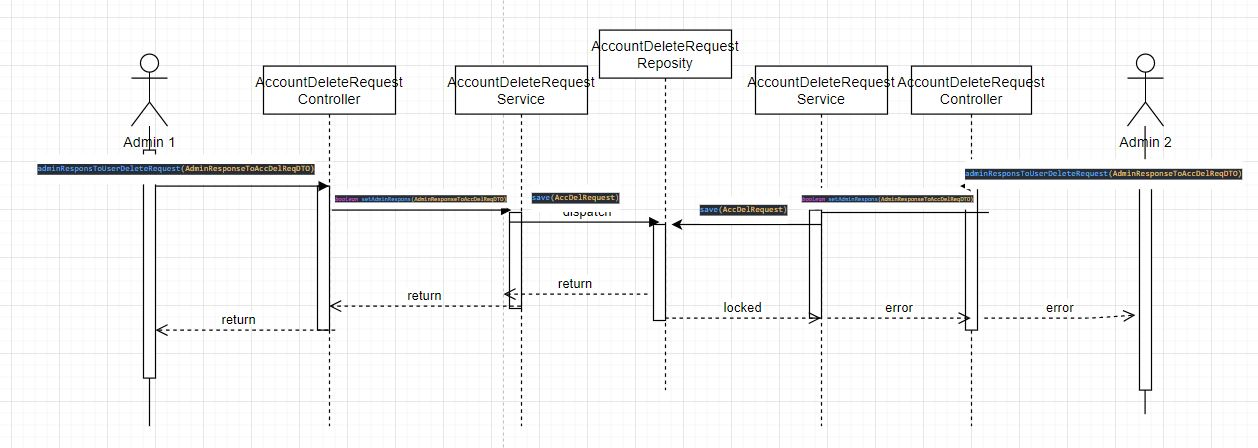 AccountDeleteRequest
Reposity
AccountDeleteRequest
Controller
AccountDeleteRequest
Service
AccountDeleteRequest
Service
AccountDeleteRequest
Controller
Admin 1
Admin 2
adminResponsToUserDeleteRequest(AdminResponseToAccDelReqDTO)
adminResponsToUserDeleteRequest(AdminResponseToAccDelReqDTO)
boolean setAdminRespons(AdminResponseToAccDelReqDTO)
save(AccDelRequest)
boolean setAdminRespons(AdminResponseToAccDelReqDTO)
save(AccDelRequest)
dispatch
return
return
return
locked
error
error